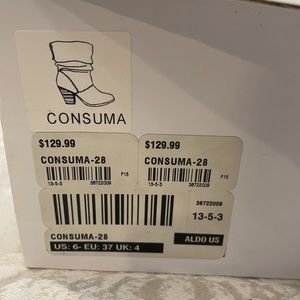 CONSUMA
$129.99
CONSUMA-28
F15
13-5-3 38722009
$129.99
CONSUMA-28
F15
13-5-3 38722009
38722009
13-5-3
CONSUMA-28
US: 6- EU: 37 UK: 4
ALDO US